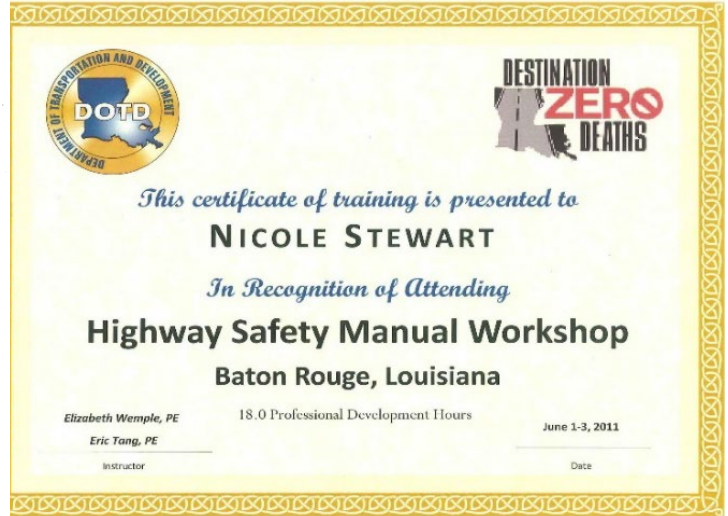 DEPARTMENT OF TRANSPORTATION AND DEVELOPMENT
DOTD
DESTINATION
ZERO
DEATHS
This certificate of training is presented to
NICOLE STEWART
In Recognition of Attending
Highway Safety Manual Workshop
Baton Rouge, Louisiana
18.0 Professional Development Hours
Elizabeth Wemple, PE
Eric Tang, PE
Instructor
June 1-3, 2011
Date